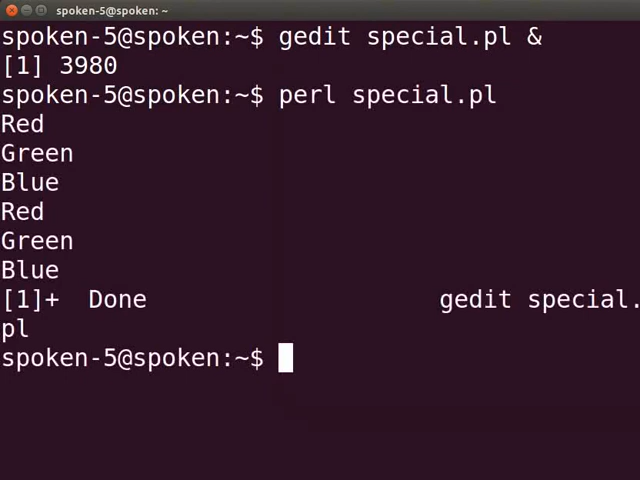 spoken-5@spoken: ~
spoken-5@spoken:~$ gedit special.pl &
[1] 3980
spoken-5@spoken:~$ perl special.pl
Red
Green
Blue
Red
Green
Blue
[1]+  Done                    gedit special.
pl
spoken-5@spoken:~$